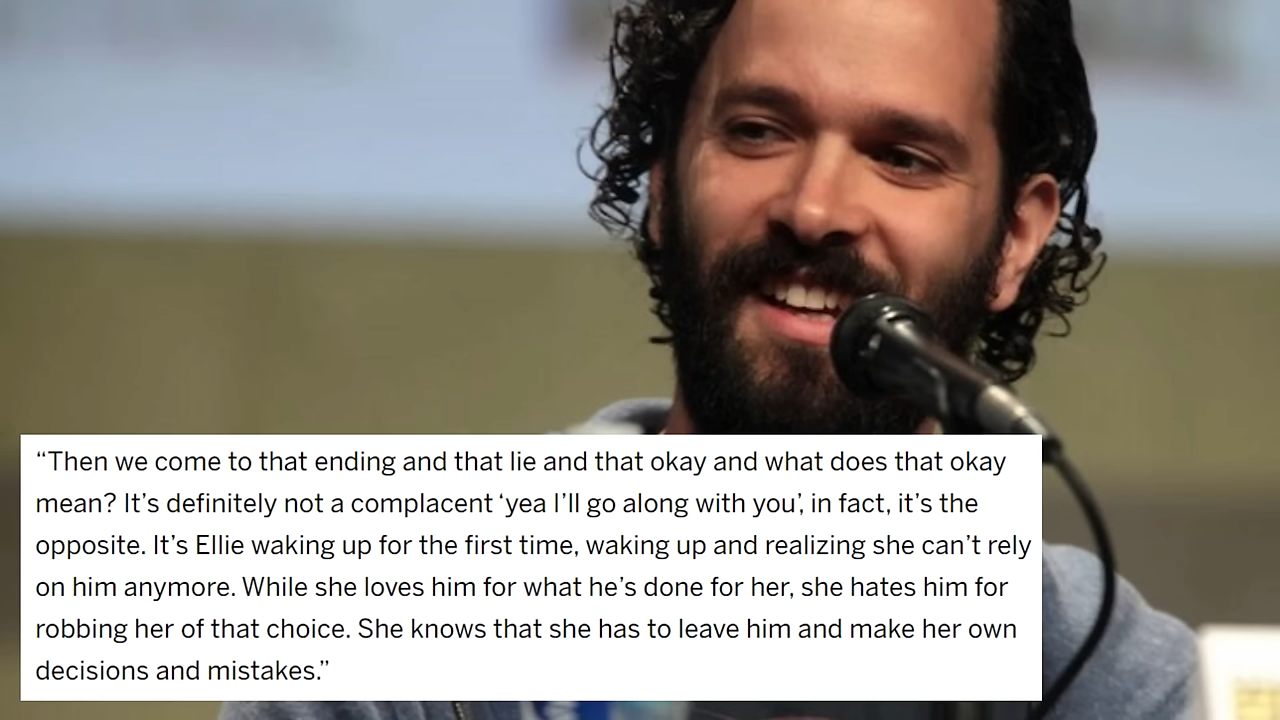 “Then we come to that ending and that lie and that okay and what does that okay
mean? It’s definitely not a complacent ‘yea I’ll go along with you’, in fact, it’s the
opposite. It’s Ellie waking up for the first time, waking up and realizing she can’t rely
on him anymore. While she loves him for what he’s done for her, she hates him for
robbing her of that choice. She knows that she has to leave him and make her own
decisions and mistakes.”